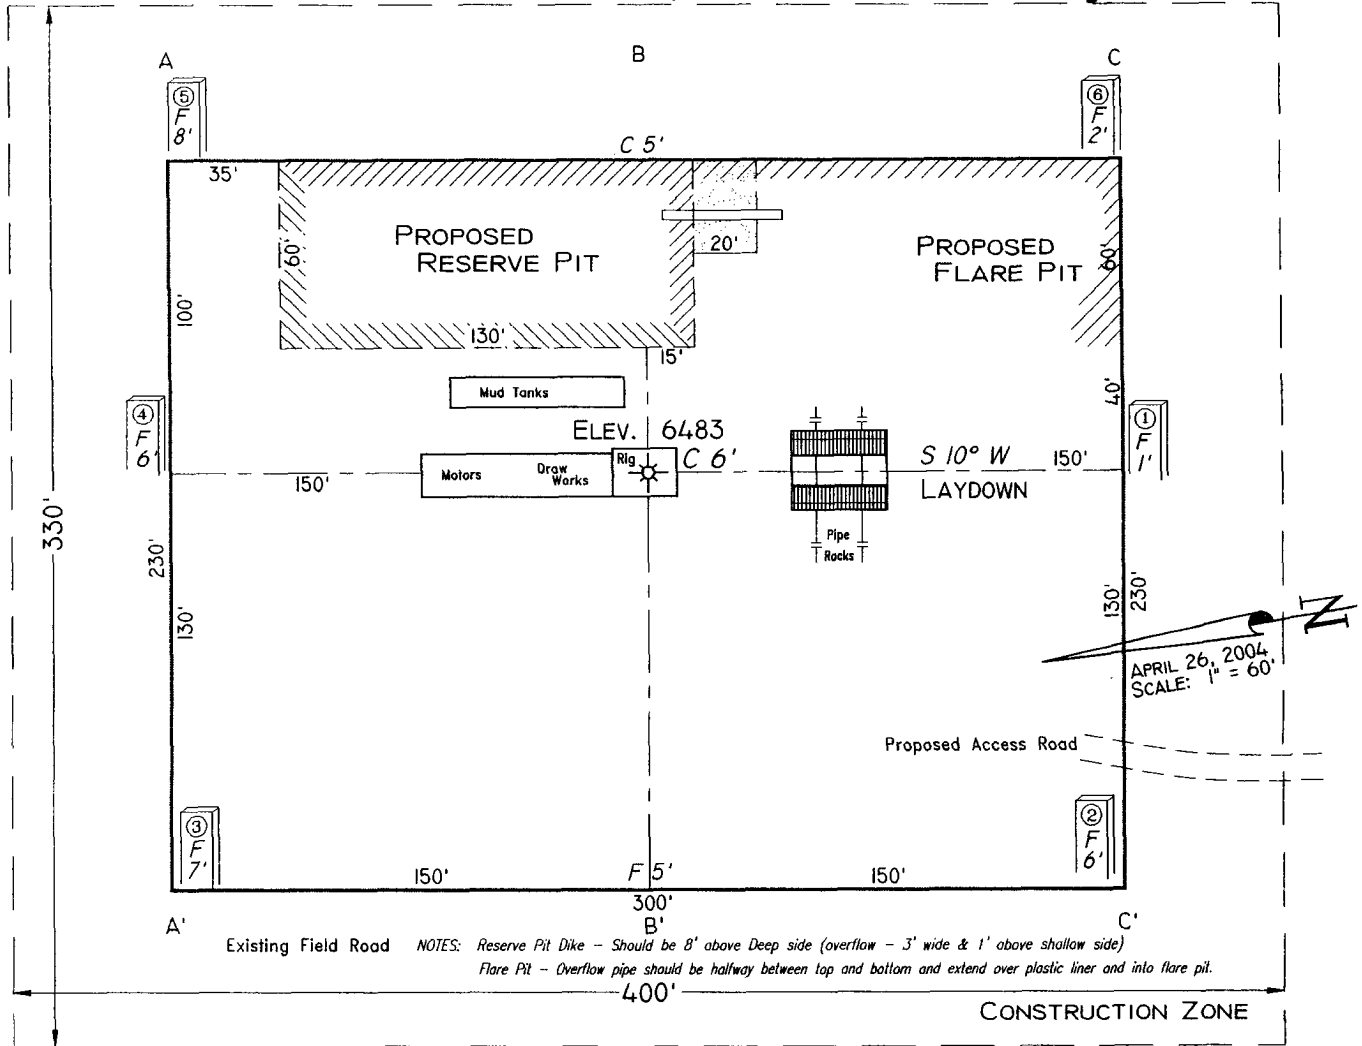 A
B
C
⑤
F
8'
⑥
F
2'
C 5'
35'
PROPOSED
RESERVE PIT
60'
20'
PROPOSED
FLARE PIT
60'
100'
130'
15'
Mud Tanks
40'
④
F
6'
①
F
1'
ELEV. 6483
Rig
C 6'
S 10° W
150'
Motors
Draw
Works
150'
LAYDOWN
Pipe
Racks
330'
230'
130'
130'
230'
N
APRIL 26, 2004
SCALE: 1" = 60'
Proposed Access Road
③
F
7'
②
F
6'
150'
F 5'
150'
300'
A'
B'
C'
Existing Field Road
NOTES: Reserve Pit Dike - Should be 8' above Deep side (overflow - 3' wide & 1' above shallow side)
Flare Pit - Overflow pipe should be halfway between top and bottom and extend over plastic liner and into flare pit.
400'
CONSTRUCTION ZONE